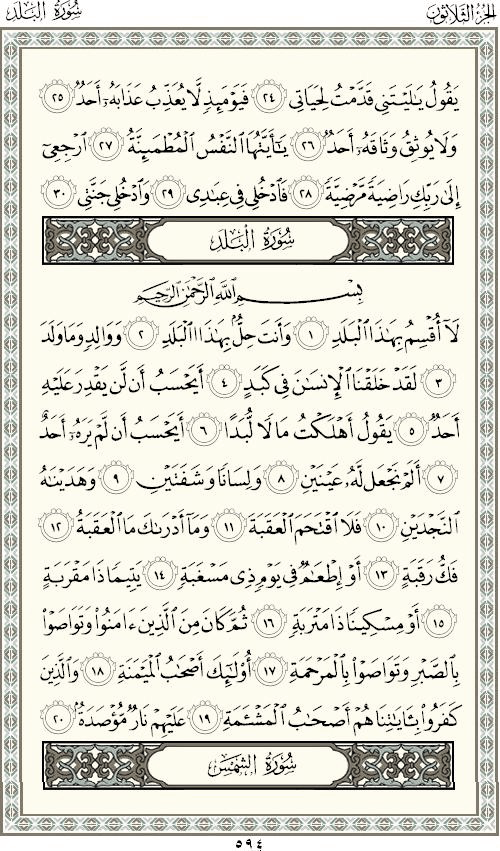 الجزء الثلاثون
سُورَةُ البَلَدِ
يَقُولُ يَٰلَيْتَنِى قَدَّمْتُ لِحَيَاتِى ٢٤ فَيَوْمَئِذٍ لَّا يُعَذِّبُ عَذَابَهُۥٓ أَحَدٌ ٢٥
وَلَا يُوثِقُ وَثَاقَهُۥٓ أَحَدٌ ٢٦ يَٰٓأَيَّتُهَا ٱلنَّفْسُ ٱلْمُطْمَئِنَّةُ ٢٧ ٱرْجِعِىٓ
إِلَىٰ رَبِّكِ رَاضِيَةً مَّرْضِيَّةً ٢٨ فَٱدْخُلِى فِى عِبَٰدِى ٢٩ وَٱدْخُلِى جَنَّتِى ٣٠
سُورَةُ البَلَدِ
بِسْمِ ٱللَّهِ ٱلرَّحْمَٰنِ ٱلرَّحِيمِ
لَآ أُقْسِمُ بِهَٰذَا ٱلْبَلَدِ ١ وَأَنتَ حِلٌّۢ بِهَٰذَا ٱلْبَلَدِ ٢ وَوَالِدٍ وَمَا وَلَدَ
٣ لَقَدْ خَلَقْنَا ٱلْإِنسَٰنَ فِى كَبَدٍ ٤ أَيَحْسَبُ أَن لَّن يَقْدِرَ عَلَيْهِ
أَحَدٌ ٥ يَقُولُ أَهْلَكْتُ مَالًا لُّبَدًا ٦ أَيَحْسَبُ أَن لَّمْ يَرَهُۥٓ أَحَدٌ
٧ أَلَمْ نَجْعَل لَّهُۥ عَيْنَيْنِ ٨ وَلِسَانًا وَشَفَتَيْنِ ٩ وَهَدَيْنَٰهُ
ٱلنَّجْدَيْنِ ١٠ فَلَا ٱقْتَحَمَ ٱلْعَقَبَةَ ١١ وَمَآ أَدْرَىٰكَ مَا ٱلْعَقَبَةُ ١٢
فَكُّ رَقَبَةٍ ١٣ أَوْ إِطْعَٰمٌ فِى يَوْمٍ ذِى مَسْغَبَةٍ ١٤ يَتِيمًا ذَا مَقْرَبَةٍ
١٥ أَوْ مِسْكِينًا ذَا مَتْرَبَةٍ ١٦ ثُمَّ كَانَ مِنَ ٱلَّذِينَ ءَامَنُوا۟ وَتَوَاصَوْا۟
بِٱلصَّبْرِ وَتَوَاصَوْا۟ بِٱلْمَرْحَمَةِ ١٧ أُو۟لَٰٓئِكَ أَصْحَٰبُ ٱلْمَيْمَنَةِ ١٨ وَٱلَّذِينَ
كَفَرُوا۟ بِـَٔايَٰتِنَا هُمْ أَصْحَٰبُ ٱلْمَشْـَٔمَةِ ١٩ عَلَيْهِمْ نَارٌ مُّؤْصَدَةٌۢ ٢٠
سُورَةُ الشَّمْسِ
٥٩٤